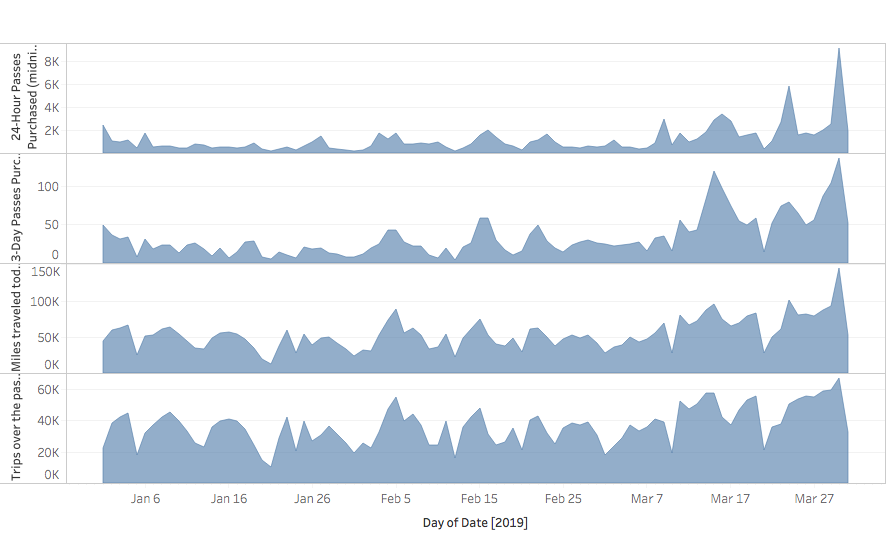 24-Hour Passes
Purchased (midni..
8K
6K
4K
2K
3-Day Passes Purc..
100
50
0
Miles traveled tod..
150K
100K
50K
0K
Trips over the pas..
60K
40K
20K
0K
Jan 6
Jan 16
Jan 26
Feb 5
Feb 15
Feb 25
Mar 7
Mar 17
Mar 27
Day of Date [2019]